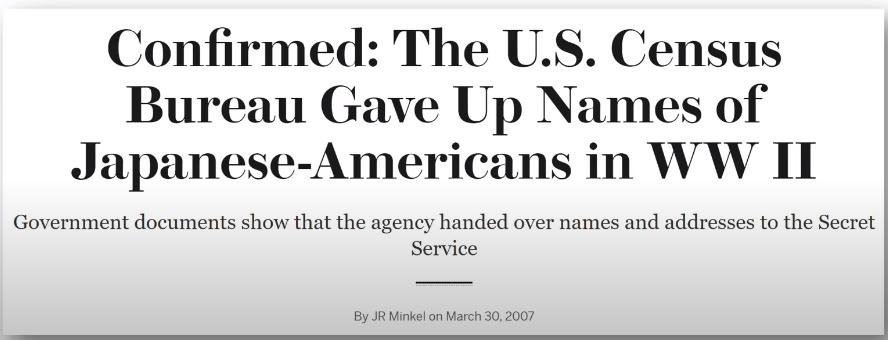 Confirmed: The U.S. Census
Bureau Gave Up Names of
Japanese-Americans in WW II
Government documents show that the agency handed over names and addresses to the Secret
Service
By JR Minkel on March 30, 2007